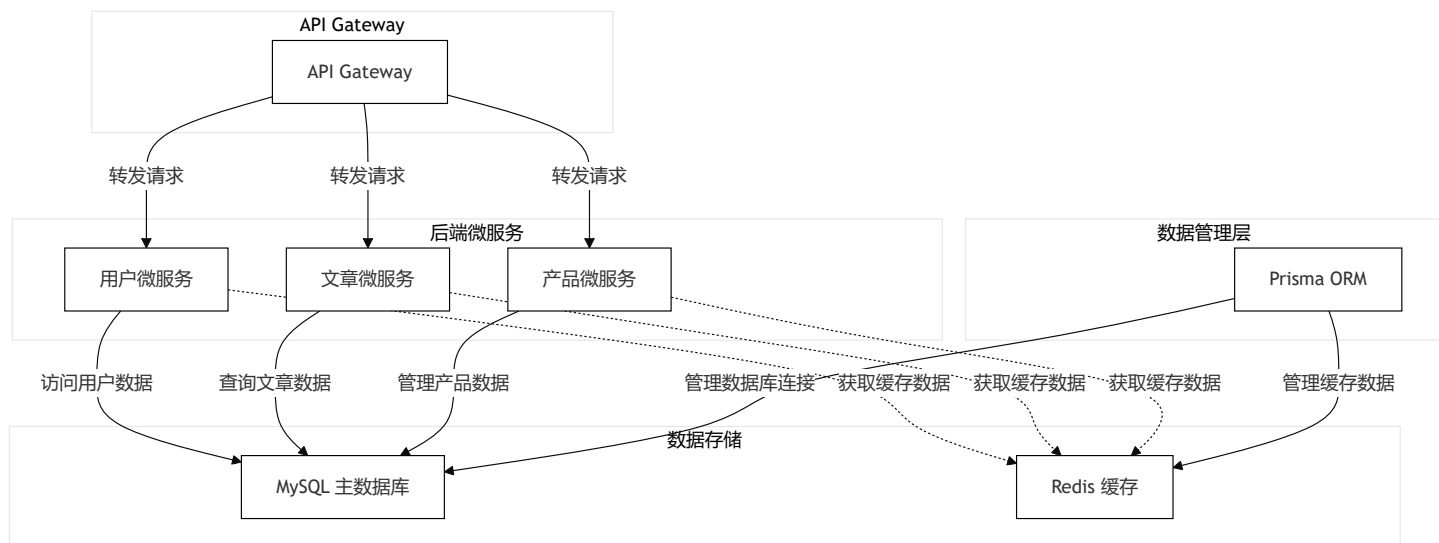 API Gateway
API Gateway
转发请求
转发请求
转发请求
后端微服务
数据管理层
用户微服务
文章微服务
产品微服务
Prisma ORM
访问用户数据
查询文章数据
管理产品数据
管理数据库连接
获取缓存数据
获取缓存数据
获取缓存数据
管理缓存数据
数据存储
MySQL 主数据库
Redis 缓存